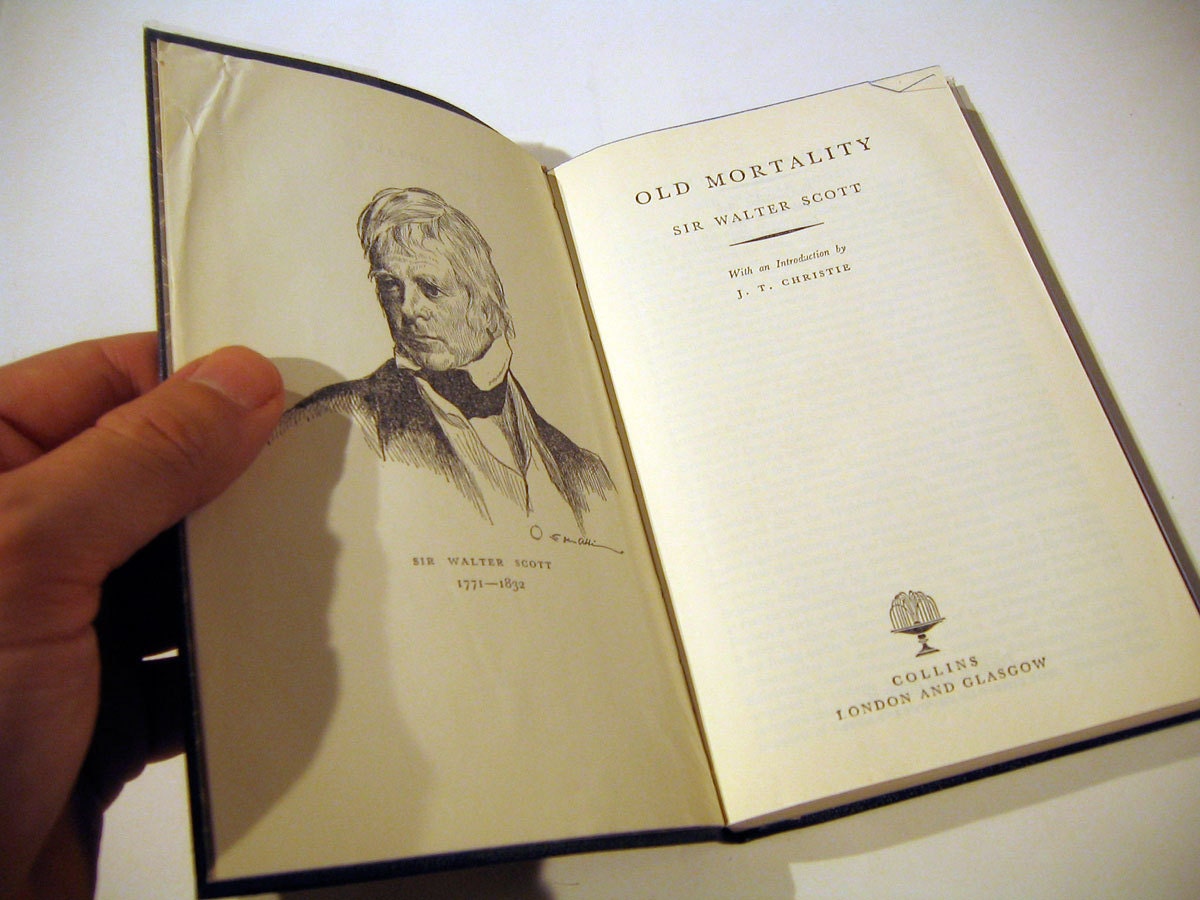 SIR WALTER SCOTT
1771—1832
OLD MORTALITY
SIR WALTER SCOTT
With an Introduction by
J. T. CHRISTIE
COLLINS
LONDON AND GLASGOW